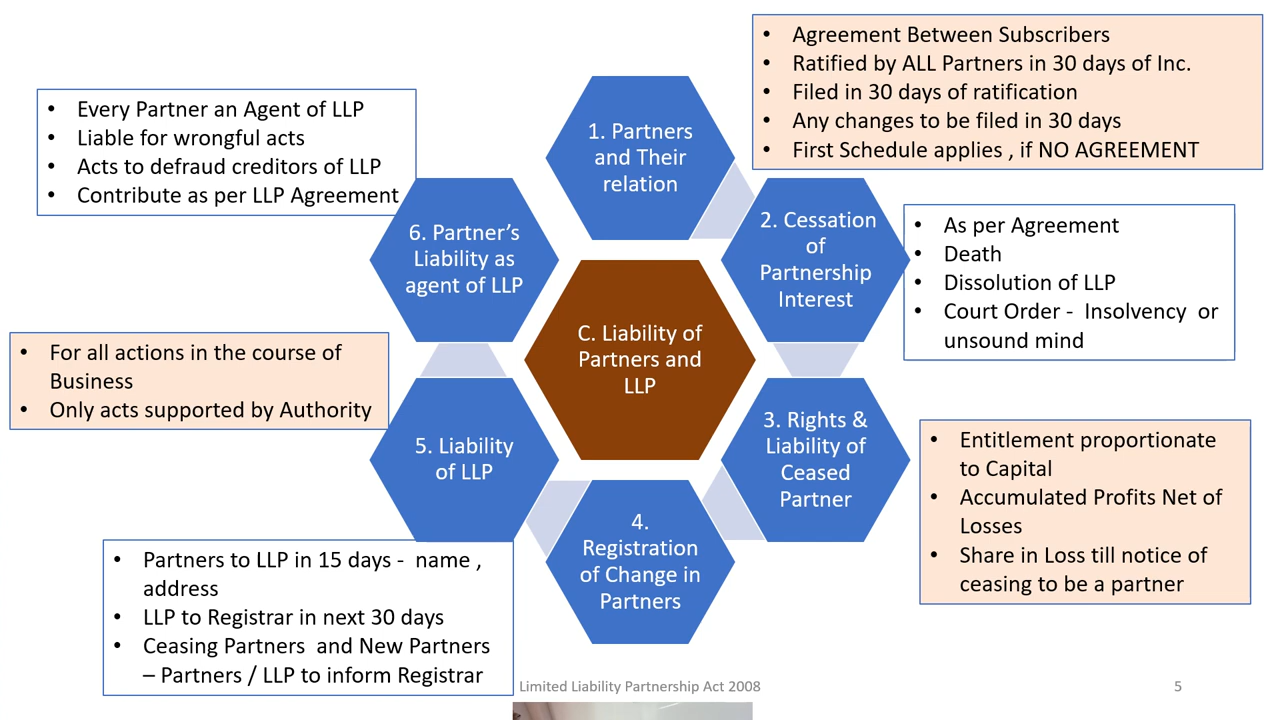 • Agreement Between Subscribers
• Ratified by ALL Partners in 30 days of Inc.
• Filed in 30 days of ratification
• Any changes to be filed in 30 days
• First Schedule applies , if NO AGREEMENT
• Every Partner an Agent of LLP
• Liable for wrongful acts
• Acts to defraud creditors of LLP
• Contribute as per LLP Agreement
1. Partners
and Their
relation
2. Cessation
of
Partnership
Interest
• As per Agreement
• Death
• Dissolution of LLP
• Court Order - Insolvency or
unsound mind
6. Partner’s
Liability as
agent of LLP
C. Liability of
Partners and
LLP
• For all actions in the course of
Business
• Only acts supported by Authority
5. Liability
of LLP
3. Rights &
Liability of
Ceased
Partner
• Entitlement proportionate
to Capital
• Accumulated Profits Net of
Losses
• Share in Loss till notice of
ceasing to be a partner
4.
Registration
of Change in
Partners
• Partners to LLP in 15 days - name ,
address
• LLP to Registrar in next 30 days
• Ceasing Partners and New Partners
– Partners / LLP to inform Registrar
Limited Liability Partnership Act 2008
5